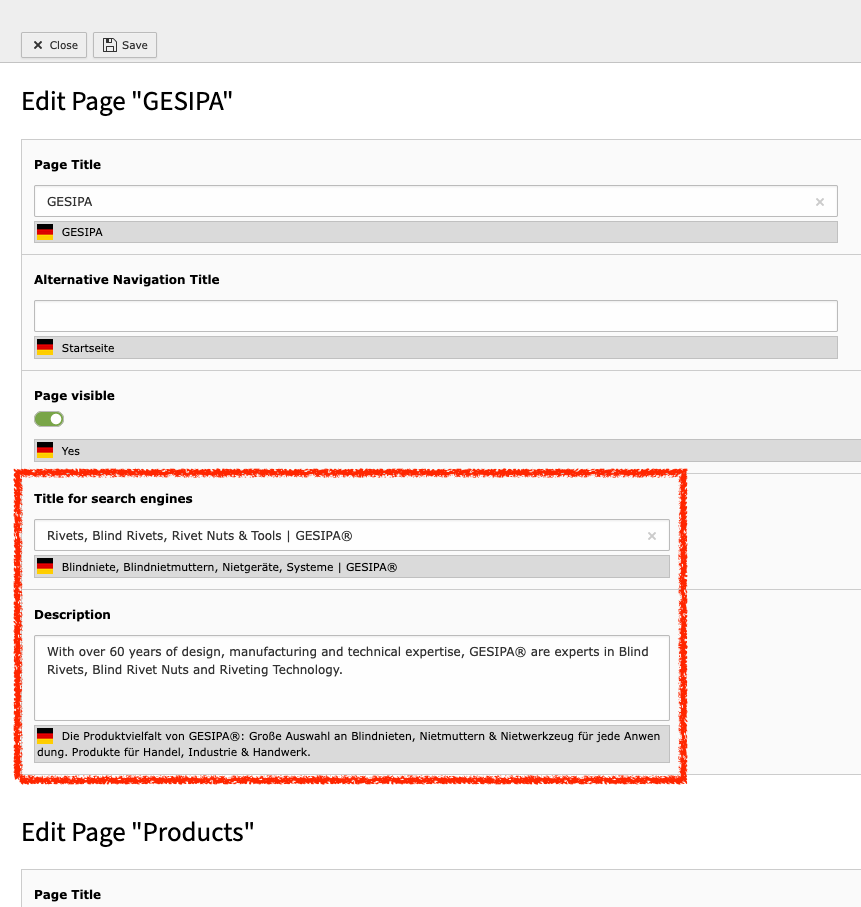 Close Save
Edit Page "GESIPA"
Page Title
GESIPA
GESIPA
Alternative Navigation Title
Startseite
Page visible
Yes
Title for search engines
Rivets, Blind Rivets, Rivet Nuts & Tools | GESIPA®
Blindniete, Blindnietmuttern, Nietgeräte, Systeme | GESIPA®
Description
With over 60 years of design, manufacturing and technical expertise, GESIPA® are experts in Blind
Rivets, Blind Rivet Nuts and Riveting Technology.
Die Produktvielfalt von GESIPA®: Große Auswahl an Blindnieten, Nietmuttern & Nietwerkzeug für jede Anwen
dung. Produkte für Handel, Industrie & Handwerk.
Edit Page "Products"
Page Title